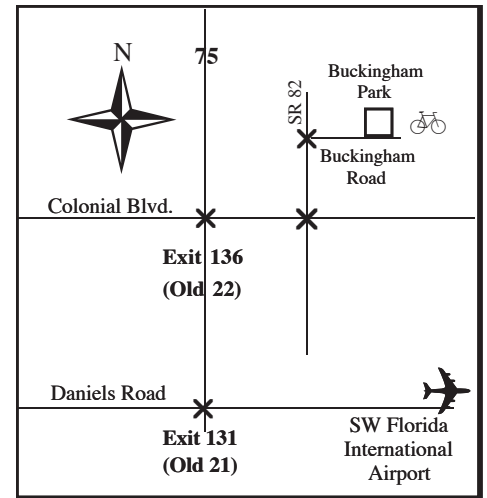 N
75
SR 82
Buckingham
Park
Buckingham
Road
Colonial Blvd.
Exit 136
(Old 22)
Daniels Road
Exit 131
(Old 21)
SW Florida
International
Airport